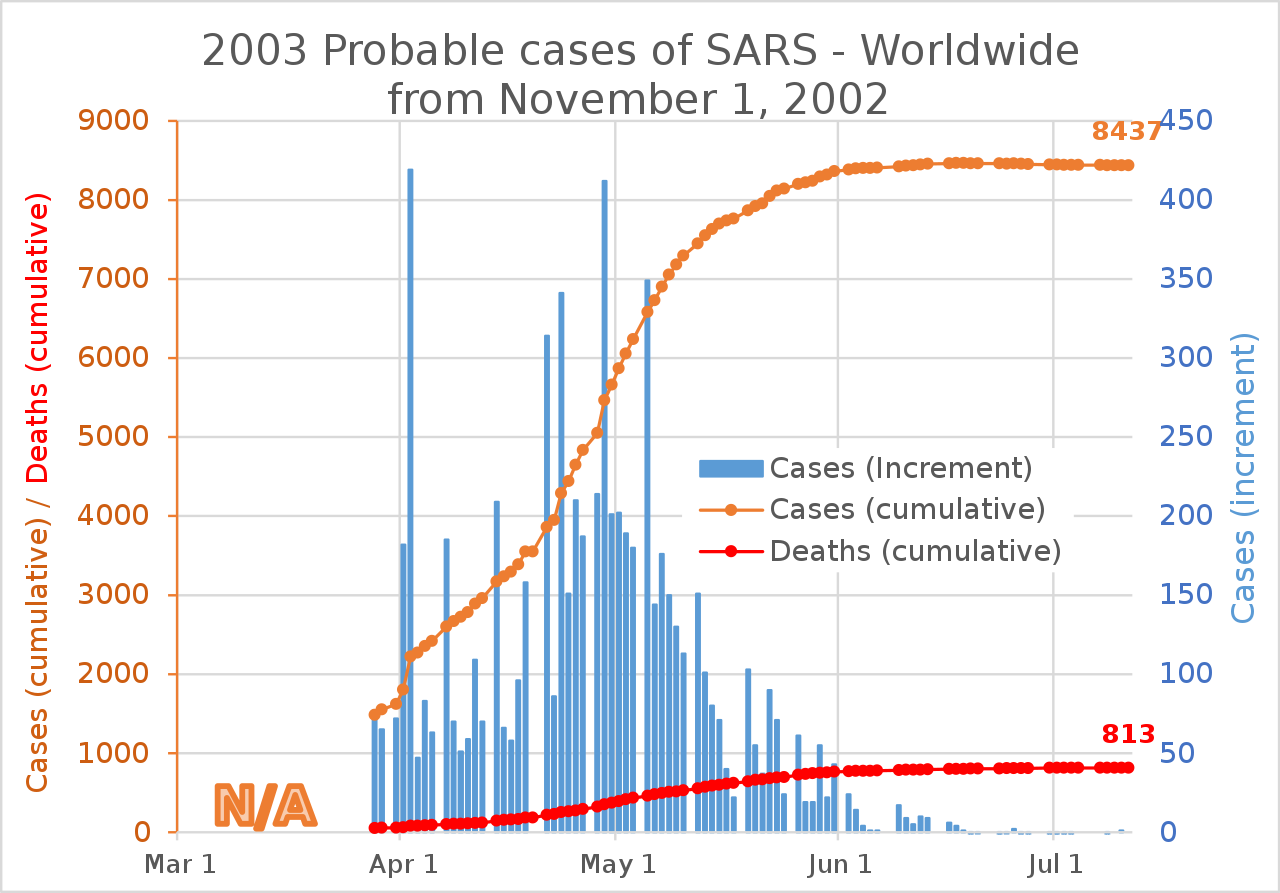 2003 Probable cases of SARS - Worldwide
from November 1, 2002
9000
8000
7000
6000
5000
4000
3000
2000
1000
0
Cases (cumulative) / Deaths (cumulative)
450
400
350
300
250
200
150
100
50
0
Cases (increment)
8437
Cases (Increment)
Cases (cumulative)
Deaths (cumulative)
813
N/A
Mar 1 Apr 1 May 1 Jun 1 Jul 1